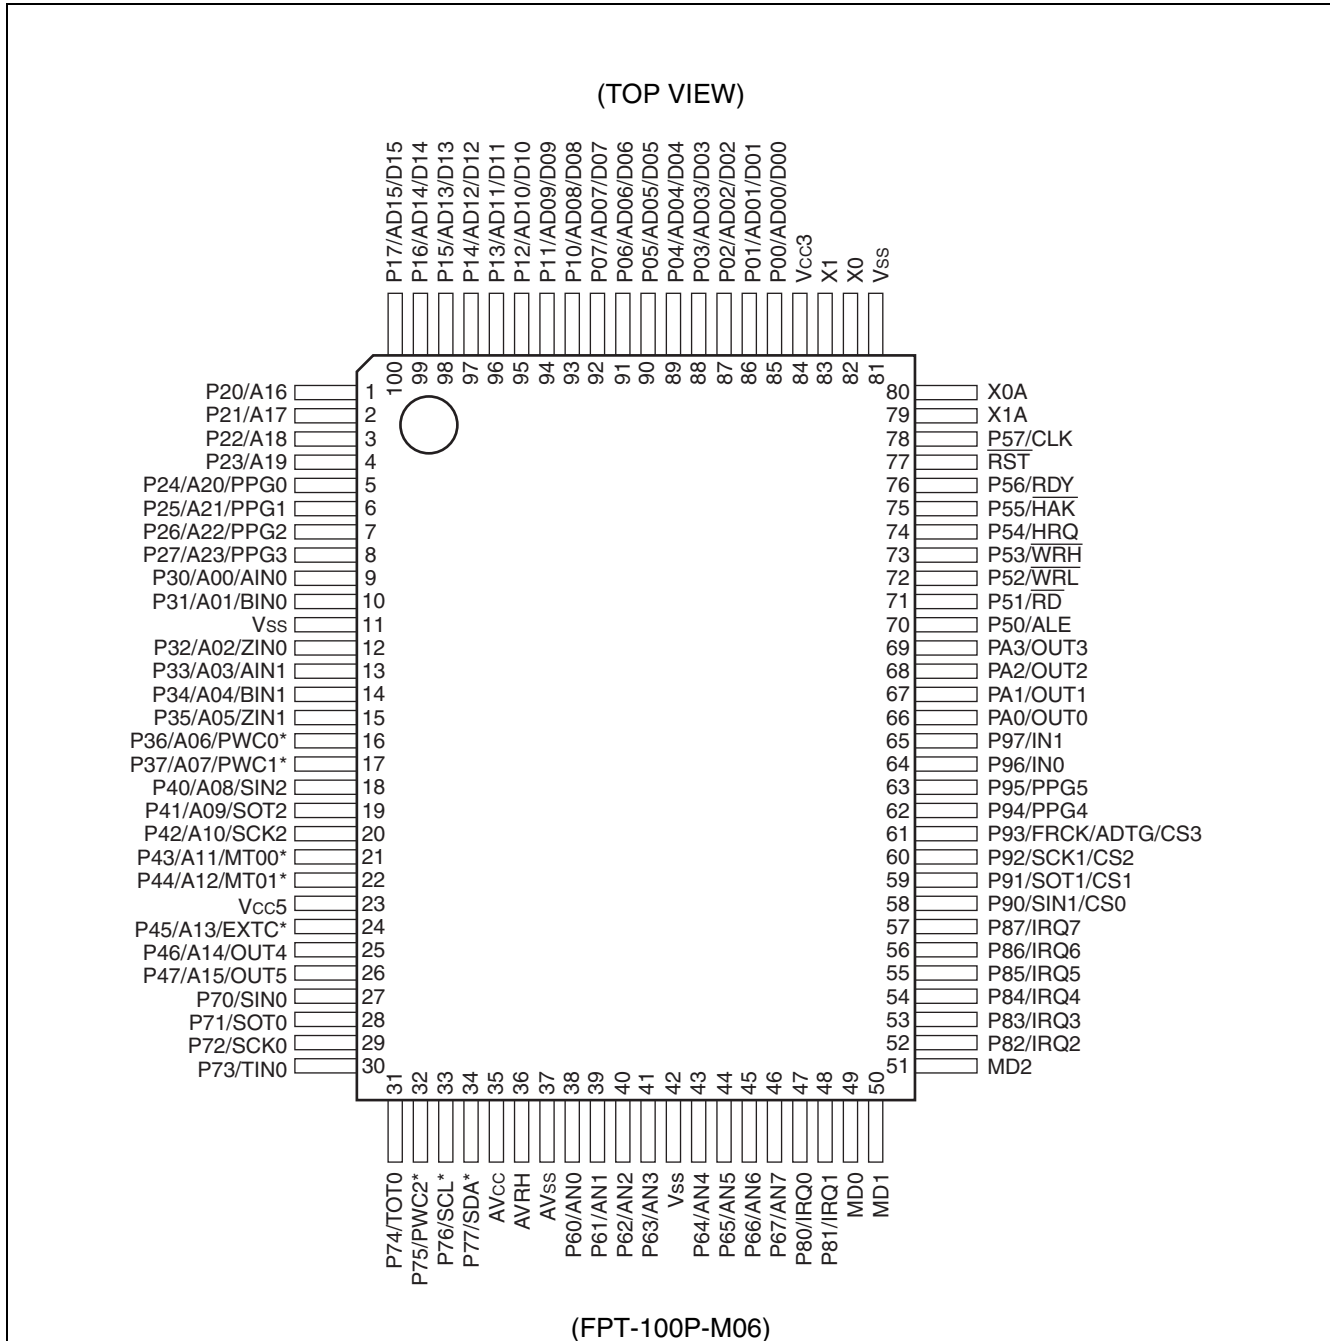 (TOP VIEW)
P17/AD15/D15
P16/AD14/D14
P15/AD13/D13
P14/AD12/D12
P13/AD11/D11
P12/AD10/D10
P11/AD09/D09
P10/AD08/D08
P07/AD07/D07
P06/AD06/D06
P05/AD05/D05
P04/AD04/D04
P03/AD03/D03
P02/AD02/D02
P01/AD01/D01
P00/AD00/D00
Vcc3
X1
X0
Vss
100 99 98 97 96 95 94 93 92 91 90 89 88 87 86 85 84 83 82 81
P20/A16 1
P21/A17 2
P22/A18 3
P23/A19 4
P24/A20/PPG0 5
P25/A21/PPG1 6
P26/A22/PPG2 7
P27/A23/PPG3 8
P30/A00/AIN0 9
P31/A01/BIN0 10
Vss 11
P32/A02/ZIN0 12
P33/A03/AIN1 13
P34/A04/BIN1 14
P35/A05/ZIN1 15
P36/A06/PWC0* 16
P37/A07/PWC1* 17
P40/A08/SIN2 18
P41/A09/SOT2 19
P42/A10/SCK2 20
P43/A11/MT00* 21
P44/A12/MT01* 22
Vcc5 23
P45/A13/EXTC* 24
P46/A14/OUT4 25
P47/A15/OUT5 26
P70/SIN0 27
P71/SOT0 28
P72/SCK0 29
P73/TIN0 30
80 X0A
79 X1A
78 P57/CLK
77 RST
76 P56/RDY
75 P55/HAK
74 P54/HRQ
73 P53/WRH
72 P52/WRL
71 P51/RD
70 P50/ALE
69 PA3/OUT3
68 PA2/OUT2
67 PA1/OUT1
66 PA0/OUT0
65 P97/IN1
64 P96/IN0
63 P95/PPG5
62 P94/PPG4
61 P93/FRCK/ADTG/CS3
60 P92/SCK1/CS2
59 P91/SOT1/CS1
58 P90/SIN1/CS0
57 P87/IRQ7
56 P86/IRQ6
55 P85/IRQ5
54 P84/IRQ4
53 P83/IRQ3
52 P82/IRQ2
51 MD2
31 32 33 34 35 36 37 38 39 40 41 42 43 44 45 46 47 48 49 50
P74/TOT0
P75/PWC2*
P76/SCL*
P77/SDA*
AVcc
AVRH
AVss
P60/AN0
P61/AN1
P62/AN2
P63/AN3
Vss
P64/AN4
P65/AN5
P66/AN6
P67/AN7
P80/IRQ0
P81/IRQ1
MD0
MD1
(FPT-100P-M06)